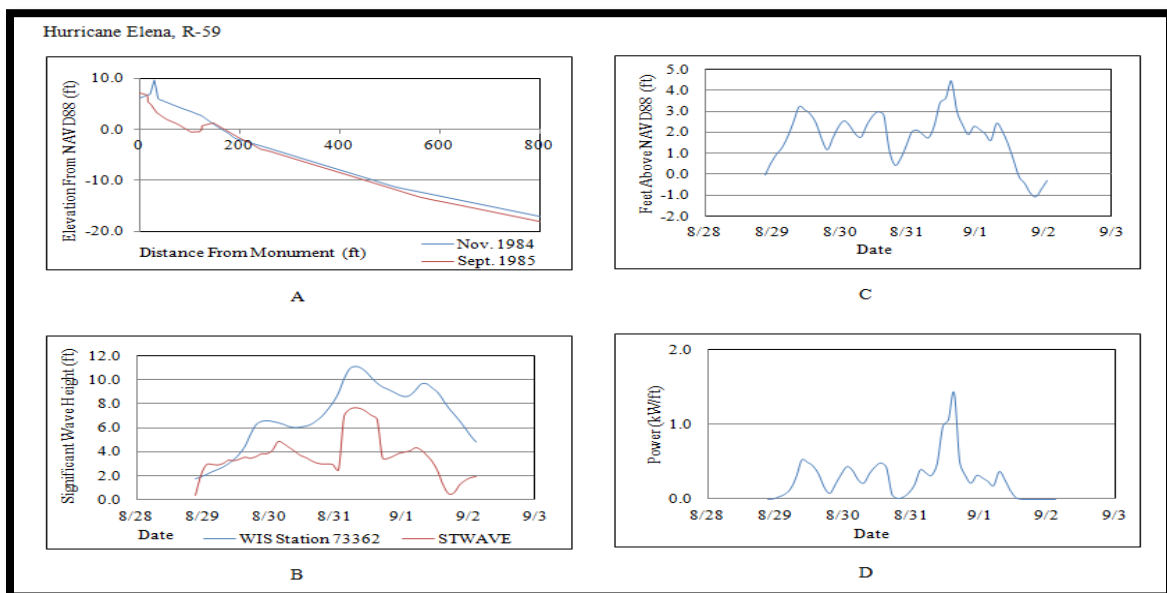 Hurricane Elena, R-59
Elevation From NAVD88 (ft)
10.0
0.0
-10.0
-20.0
0 200 400 600 800
Distance From Monument (ft)
Nov. 1984
Sept. 1985
A
Feet Above NAVD88 (ft)
5.0
4.0
3.0
2.0
1.0
0.0
-1.0
-2.0
8/28 8/29 8/30 8/31 9/1 9/2 9/3
Date
C
Significant Wave Height (ft)
12.0
10.0
8.0
6.0
4.0
2.0
0.0
8/28 8/29 8/30 8/31 9/1 9/2 9/3
Date
WIS Station 73362
STWAVE
B
Power (kW/ft)
2.0
1.0
0.0
8/28 8/29 8/30 8/31 9/1 9/2 9/3
Date
D